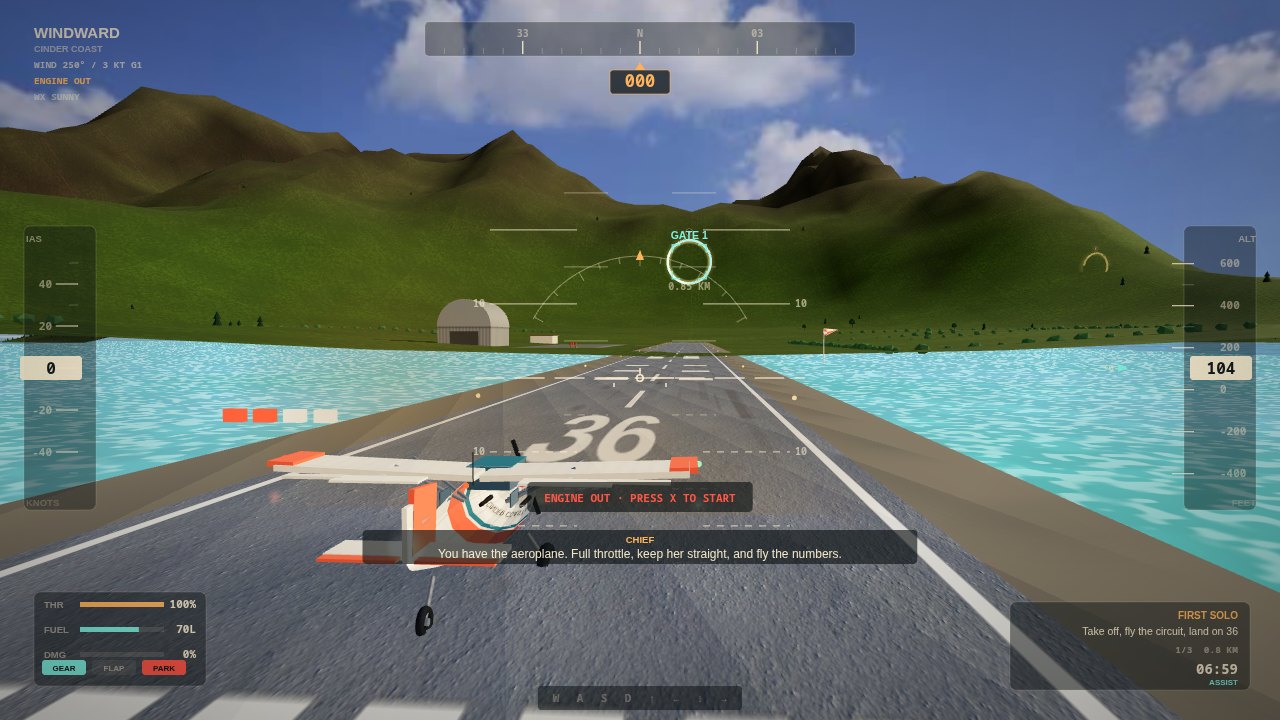 WINDWARD
CINDER COAST
WIND 250° / 3 KT G1
ENGINE OUT
WX SUNNY
33 N 03
000
GATE 1
0.85 KM
IAS
40
20
0
-20
-40
KNOTS
ALT
600
400
200
104
0
-200
-400
FEET
10 10
10 10
36
ENGINE OUT · PRESS X TO START
CHIEF
You have the aeroplane. Full throttle, keep her straight, and fly the numbers.
THR 100%
FUEL 70L
DMG 0%
GEAR FLAP PARK
W A S D
FIRST SOLO
Take off, fly the circuit, land on 36
1/3 0.8 KM
06:59
ASSIST